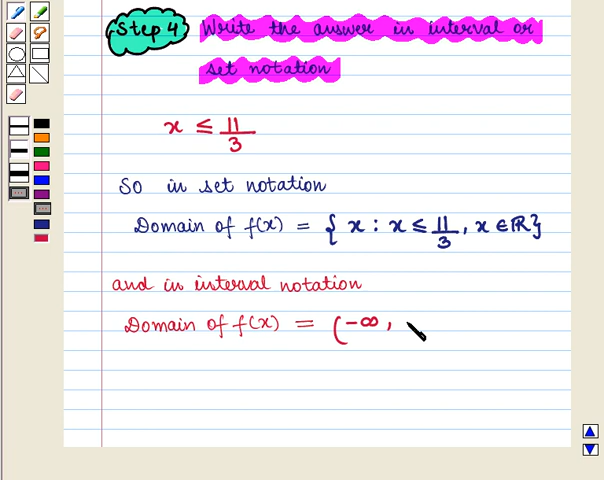 Step 4 Write the answer in interval or
set notation
x ≤ 11/3
So in set notation
Domain of f(x) = { x : x ≤ 11/3 , x ∈ ℝ}
and in interval notation
Domain of f(x) = (-∞ ,